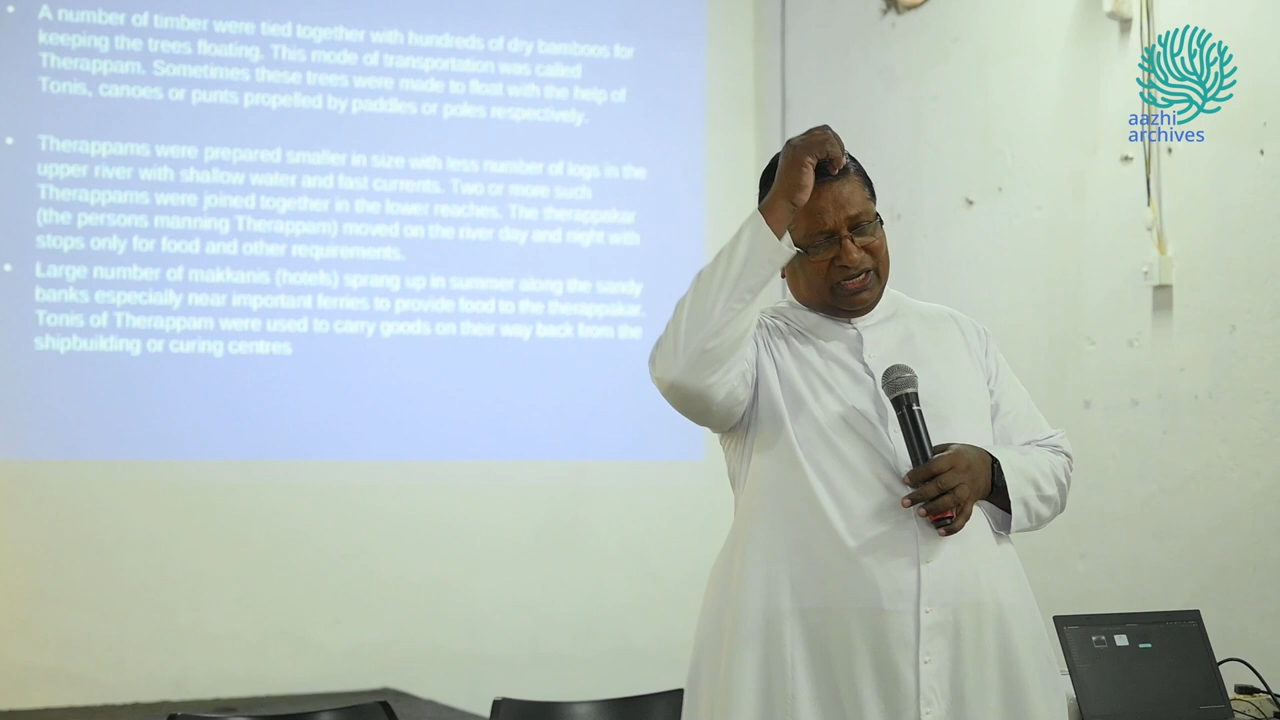 A number of timber were tied together with hundreds of dry bamboos for
keeping the trees floating. This mode of transportation was called
Therappam. Sometimes these trees were made to float with the help of
Tonis, canoes or punts propelled by paddles or poles respectively.
Therappams were prepared smaller in size with less number of logs in the
upper river with shallow water and fast currents. Two or more such
Therappams were joined together in the lower reaches. The therappakar
(the persons manning Therappam) moved on the river day and night with
stops only for food and other requirements.
Large number of makkanis (hotels) sprang up in summer along the sandy
banks especially near important ferries to provide food to the therappakar.
Tonis of Therappam were used to carry goods on their way back from the
shipbuilding or curing centres
aazhi
archives